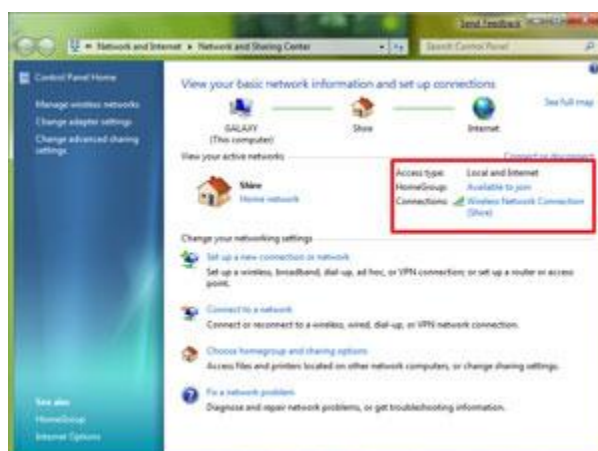 Send Feedback
Network and Internet ▸ Network and Sharing Center
Search Control Panel
Control Panel Home
Manage wireless networks
Change adapter settings
Change advanced sharing settings
See also
HomeGroup
Internet Options
View your basic network information and set up connections
See full map
GALAXY
(This computer)
Shire
Internet
View your active networks
Connect or disconnect
Shire
Home network
Access type: Local and Internet
HomeGroup: Available to join
Connections: Wireless Network Connection
(Shire)
Change your networking settings
Set up a new connection or network
Set up a wireless, broadband, dial-up, ad hoc, or VPN connection; or set up a router or access
point.
Connect to a network
Connect or reconnect to a wireless, wired, dial-up, or VPN network connection.
Choose homegroup and sharing options
Access files and printers located on other network computers, or change sharing settings.
Fix a network problem
Diagnose and repair network problems, or get troubleshooting information.